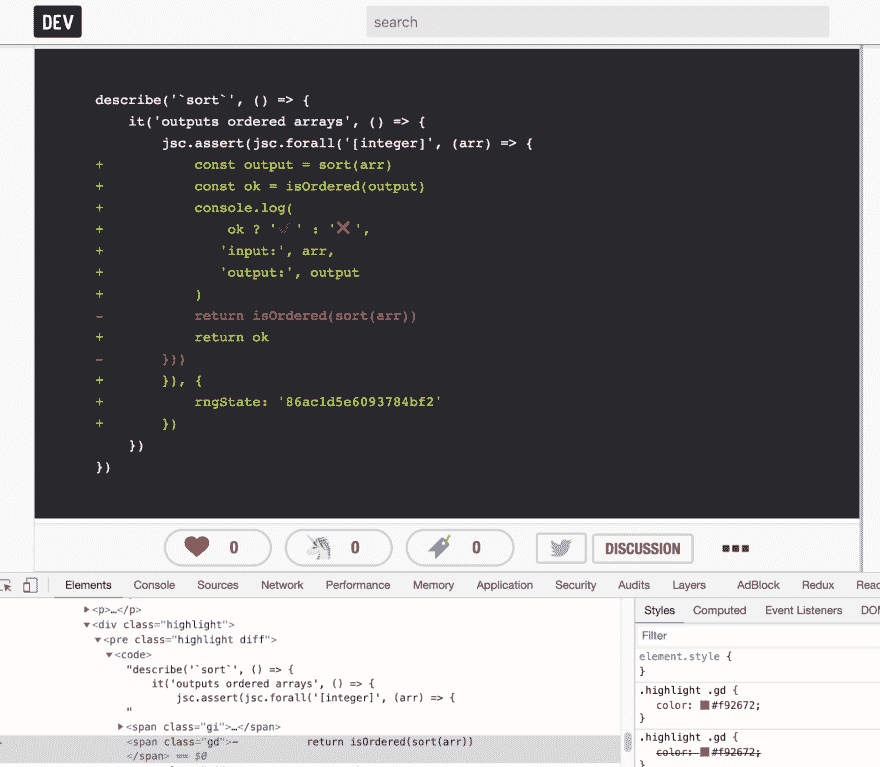 DEV
search
describe('`sort`', () => {
it('outputs ordered arrays', () => {
jsc.assert(jsc.forall('[integer]', (arr) => {
+ const output = sort(arr)
+ const ok = isOrdered(output)
+ console.log(
+ ok ? '✓' : '❌',
+ 'input:', arr,
+ 'output:', output
+ )
- return isOrdered(sort(arr))
+ return ok
- }))
+ }), {
+ rngState: '86ac1d5e6093784bf2'
+ })
})
})
0 0 0 DISCUSSION
Elements Console Sources Network Performance Memory Application Security Audits Layers AdBlock Redux Reac
▶<p>…</p>
▼<div class="highlight">
▼<pre class="highlight diff">
▼<code>
"describe('`sort`', () => {
it('outputs ordered arrays', () => {
jsc.assert(jsc.forall('[integer]', (arr) => {
"
▶<span class="gi">…</span>
<span class="gd">- return isOrdered(sort(arr))
</span> == $0
Styles Computed Event Listeners DOM
Filter
element.style {
}
.highlight .gd {
color: #f92672;
}
.highlight .gd {
color: #f92672;
}